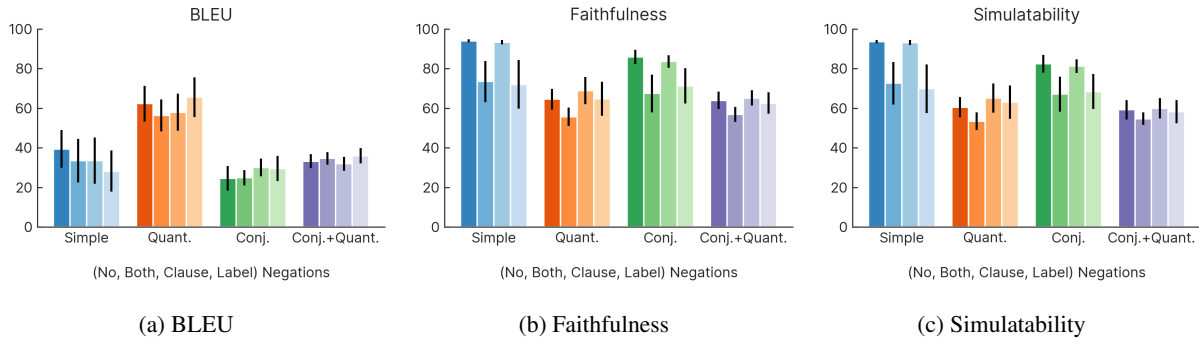 BLEU
100
80
60
40
20
0
Simple Quant. Conj. Conj.+Quant.
(No, Both, Clause, Label) Negations
(a) BLEU
Faithfulness
100
80
60
40
20
0
Simple Quant. Conj. Conj.+Quant.
(No, Both, Clause, Label) Negations
(b) Faithfulness
Simulatability
100
80
60
40
20
0
Simple Quant. Conj. Conj.+Quant.
(No, Both, Clause, Label) Negations
(c) Simulatability